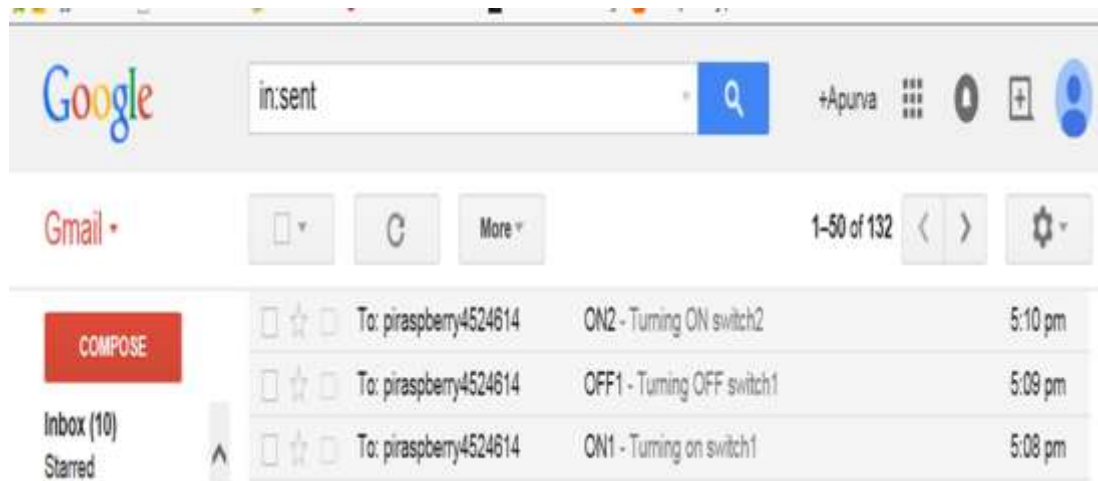 Google in:sent +Apurva
Gmail More 1–50 of 132
COMPOSE
Inbox (10)
Starred
To: piraspberry4524614 ON2 - Turning ON switch2 5:10 pm
To: piraspberry4524614 OFF1 - Turning OFF switch1 5:09 pm
To: piraspberry4524614 ON1 - Turning on switch1 5:08 pm